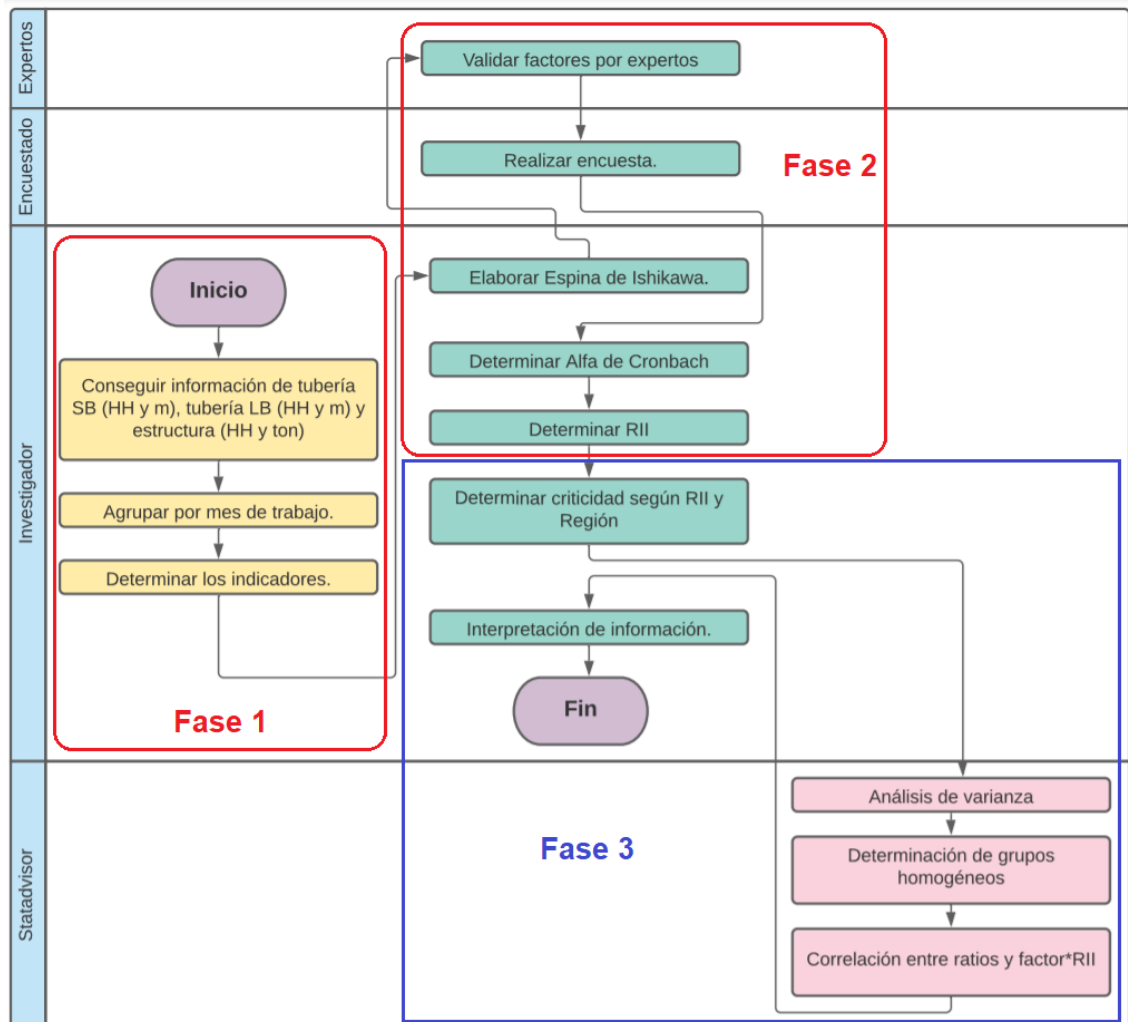 Expertos
Validar factores por expertos
Encuestado
Realizar encuesta.
Fase 2
Investigador
Inicio
Conseguir información de tubería
SB (HH y m), tubería LB (HH y m) y
estructura (HH y ton)
Agrupar por mes de trabajo.
Determinar los indicadores.
Fase 1
Elaborar Espina de Ishikawa.
Determinar Alfa de Cronbach
Determinar RII
Determinar criticidad según RII y
Región
Interpretación de información.
Fin
Statadvisor
Fase 3
Análisis de varianza
Determinación de grupos
homogéneos
Correlación entre ratios y factor*RII